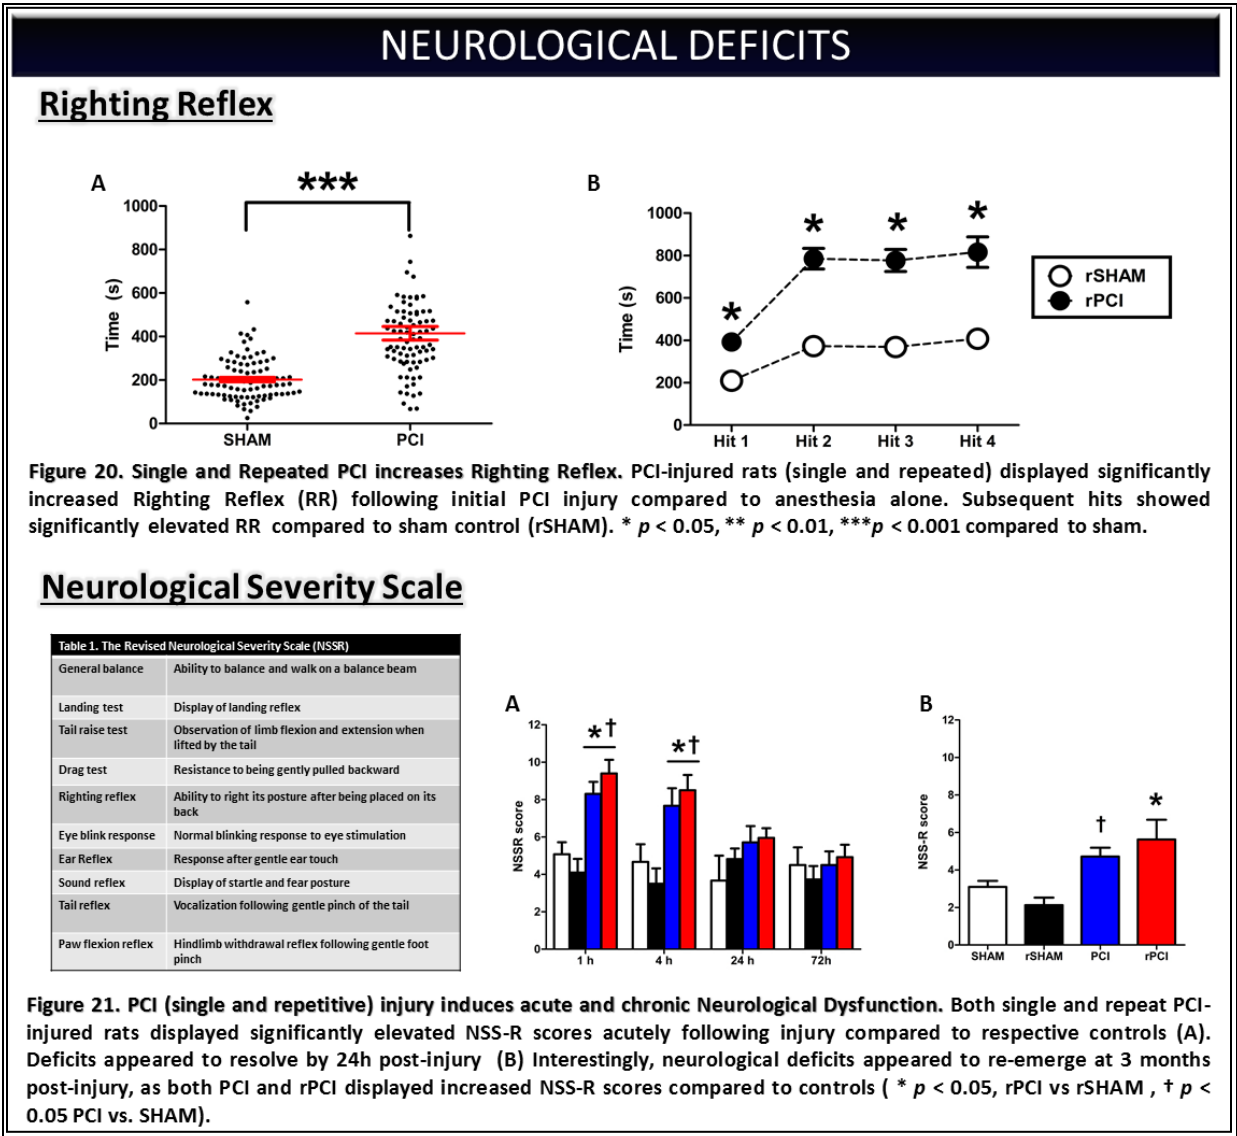 NEUROLOGICAL DEFICITS
Righting Reflex
A
***
Time (s)
1000
800
600
400
200
0
SHAM
PCI
B
Time (s)
1000
800
600
400
200
0
*
*
*
*
Hit 1
Hit 2
Hit 3
Hit 4
rSHAM
rPCI
Figure 20. Single and Repeated PCI increases Righting Reflex. PCI-injured rats (single and repeated) displayed significantly
increased Righting Reflex (RR) following initial PCI injury compared to anesthesia alone. Subsequent hits showed
significantly elevated RR compared to sham control (rSHAM). * p < 0.05, ** p < 0.01, ***p < 0.001 compared to sham.
Neurological Severity Scale
Table 1. The Revised Neurological Severity Scale (NSSR)
General balance Ability to balance and walk on a balance beam
Landing test Display of landing reflex
Tail raise test Observation of limb flexion and extension when
lifted by the tail
Drag test Resistance to being gently pulled backward
Righting reflex Ability to right its posture after being placed on its
back
Eye blink response Normal blinking response to eye stimulation
Ear Reflex Response after gentle ear touch
Sound reflex Display of startle and fear posture
Tail reflex Vocalization following gentle pinch of the tail
Paw flexion reflex Hindlimb withdrawal reflex following gentle foot
pinch
A
NSSR score
12
10
8
6
4
2
0
*†
*†
1 h
4 h
24 h
72h
B
NSS-R score
12
10
8
6
4
2
0
†
*
SHAM
rSHAM
PCI
rPCI
Figure 21. PCI (single and repetitive) injury induces acute and chronic Neurological Dysfunction. Both single and repeat PCI-
injured rats displayed significantly elevated NSS-R scores acutely following injury compared to respective controls (A).
Deficits appeared to resolve by 24h post-injury (B) Interestingly, neurological deficits appeared to re-emerge at 3 months
post-injury, as both PCI and rPCI displayed increased NSS-R scores compared to controls ( * p < 0.05, rPCI vs rSHAM , † p <
0.05 PCI vs. SHAM).